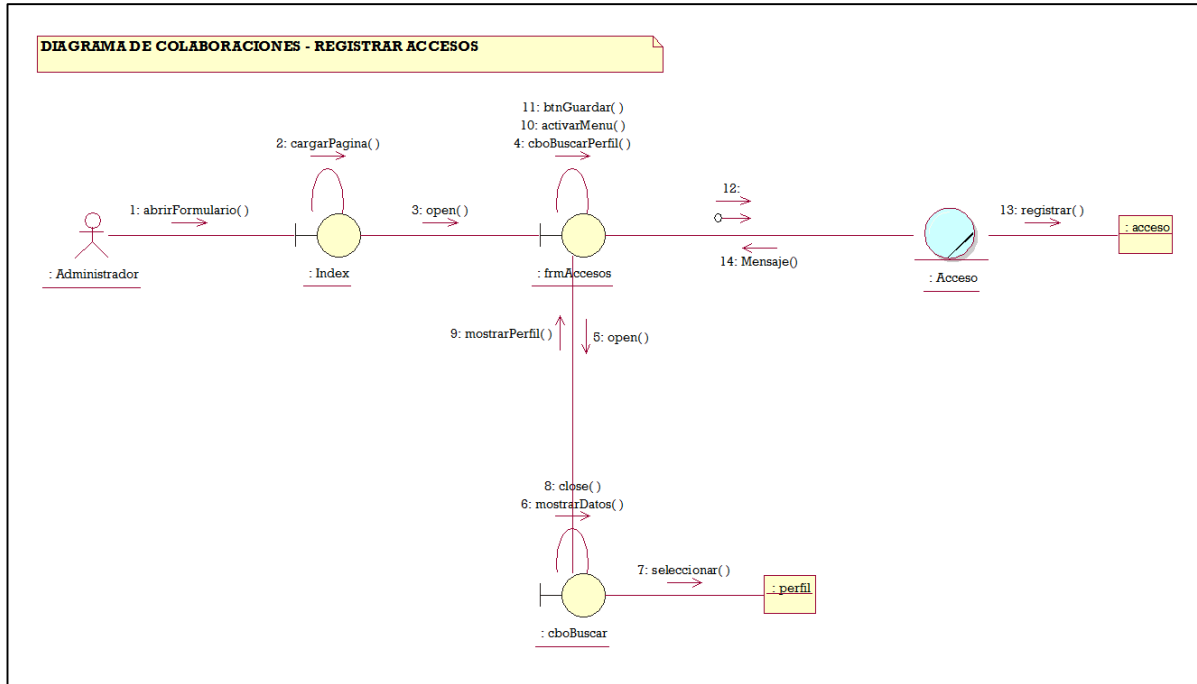 DIAGRAMA DE COLABORACIONES - REGISTRAR ACCESOS
11: btnGuardar( )
10: activarMenu( )
2: cargarPagina( )
4: cboBuscarPerfil( )
12:
1: abrirFormulario( )
3: open( )
13: registrar( )
: acceso
14: Mensaje()
: Administrador
: Index
: frmAccesos
: Acceso
9: mostrarPerfil( )
5: open( )
8: close( )
6: mostrarDatos( )
7: seleccionar( )
: perfil
: cboBuscar